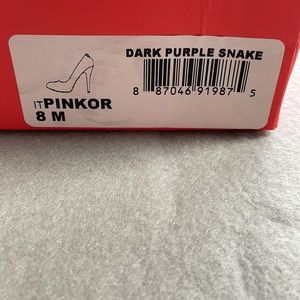 DARK PURPLE SNAKE
8 87046 91987 5
ITPINKOR
8 M